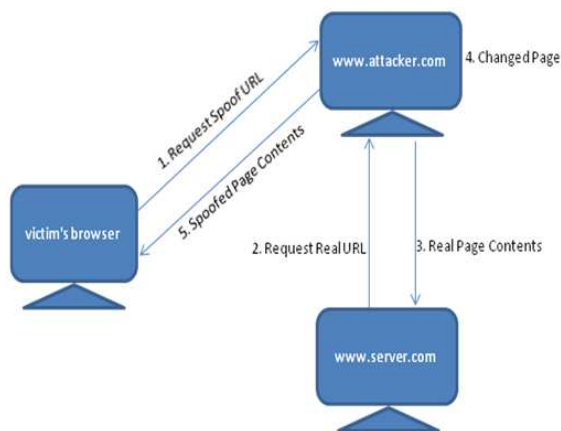 www.attacker.com
4. Changed Page
1. Request Spoof URL
5. Spoofed Page Contents
victim's browser
2. Request Real URL
3. Real Page Contents
www.server.com